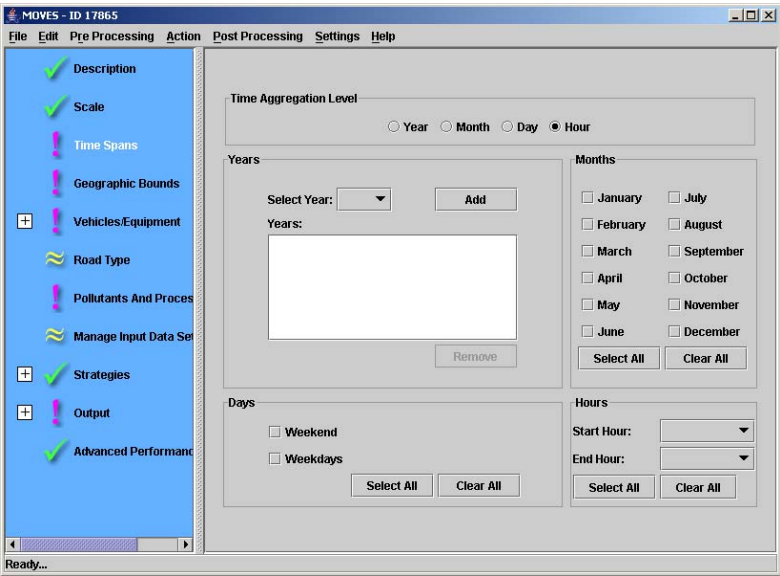 MOVES - ID 17865
File Edit Pre Processing Action Post Processing Settings Help
Description
Scale
Time Spans
Geographic Bounds
Vehicles/Equipment
Road Type
Pollutants And Proces
Manage Input Data Set
Strategies
Output
Advanced Performanc
Time Aggregation Level
Year Month Day Hour
Years
Select Year: Add
Years:
Remove
Months
January July
February August
March September
April October
May November
June December
Select All Clear All
Days
Weekend
Weekdays
Select All Clear All
Hours
Start Hour:
End Hour:
Select All Clear All
Ready...